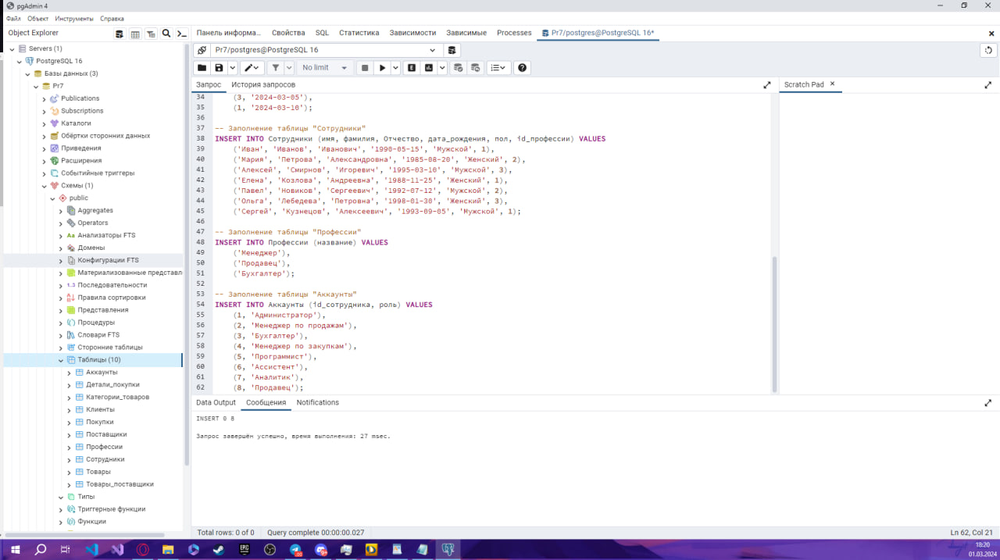 pgAdmin 4
Файл Объект Инструменты Справка
Object Explorer
Панель информа... Свойства SQL Статистика Зависимости Зависимые Processes Pr7/postgres@PostgreSQL 16*
Servers (1)
PostgreSQL 16
Базы данных (3)
Pr7
Publications
Subscriptions
Каталоги
Обёртки сторонних данных
Приведения
Расширения
Событийные триггеры
Схемы (1)
public
Aggregates
Operators
Анализаторы FTS
Домены
Конфигурации FTS
Материализованные представл
Последовательности
Правила сортировки
Представления
Процедуры
Словари FTS
Сторонние таблицы
Таблицы (10)
Аккаунты
Детали_покупки
Категории_товаров
Клиенты
Покупки
Поставщики
Профессии
Сотрудники
Товары
Товары_поставщики
Типы
Триггерные функции
Функции
Pr7/postgres@PostgreSQL 16
No limit
Запрос История запросов
Scratch Pad
34 (3, '2024-03-05'),
35 (1, '2024-03-10');
36
37 -- Заполнение таблицы "Сотрудники"
38 INSERT INTO Сотрудники (имя, фамилия, Отчество, дата_рождения, пол, id_профессии) VALUES
39 ('Иван', 'Иванов', 'Иванович', '1990-05-15', 'Мужской', 1),
40 ('Мария', 'Петрова', 'Александровна', '1985-08-20', 'Женский', 2),
41 ('Алексей', 'Смирнов', 'Игоревич', '1995-03-10', 'Мужской', 3),
42 ('Елена', 'Козлова', 'Андреевна', '1988-11-25', 'Женский', 1),
43 ('Павел', 'Новиков', 'Сергеевич', '1992-07-12', 'Мужской', 2),
44 ('Ольга', 'Лебедева', 'Петровна', '1998-01-30', 'Женский', 3),
45 ('Сергей', 'Кузнецов', 'Алексеевич', '1993-09-05', 'Мужской', 1);
46
47 -- Заполнение таблицы "Профессии"
48 INSERT INTO Профессии (название) VALUES
49 ('Менеджер'),
50 ('Продавец'),
51 ('Бухгалтер');
52
53 -- Заполнение таблицы "Аккаунты"
54 INSERT INTO Аккаунты (id_сотрудника, роль) VALUES
55 (1, 'Администратор'),
56 (2, 'Менеджер по продажам'),
57 (3, 'Бухгалтер'),
58 (4, 'Менеджер по закупкам'),
59 (5, 'Программист'),
60 (6, 'Ассистент'),
61 (7, 'Аналитик'),
62 (8, 'Продавец');
Data Output Сообщения Notifications
INSERT 0 8
Запрос завершён успешно, время выполнения: 27 msec.
Total rows: 0 of 0 Query complete 00:00:00.027 Ln 62, Col 21
18:20
01.03.2024